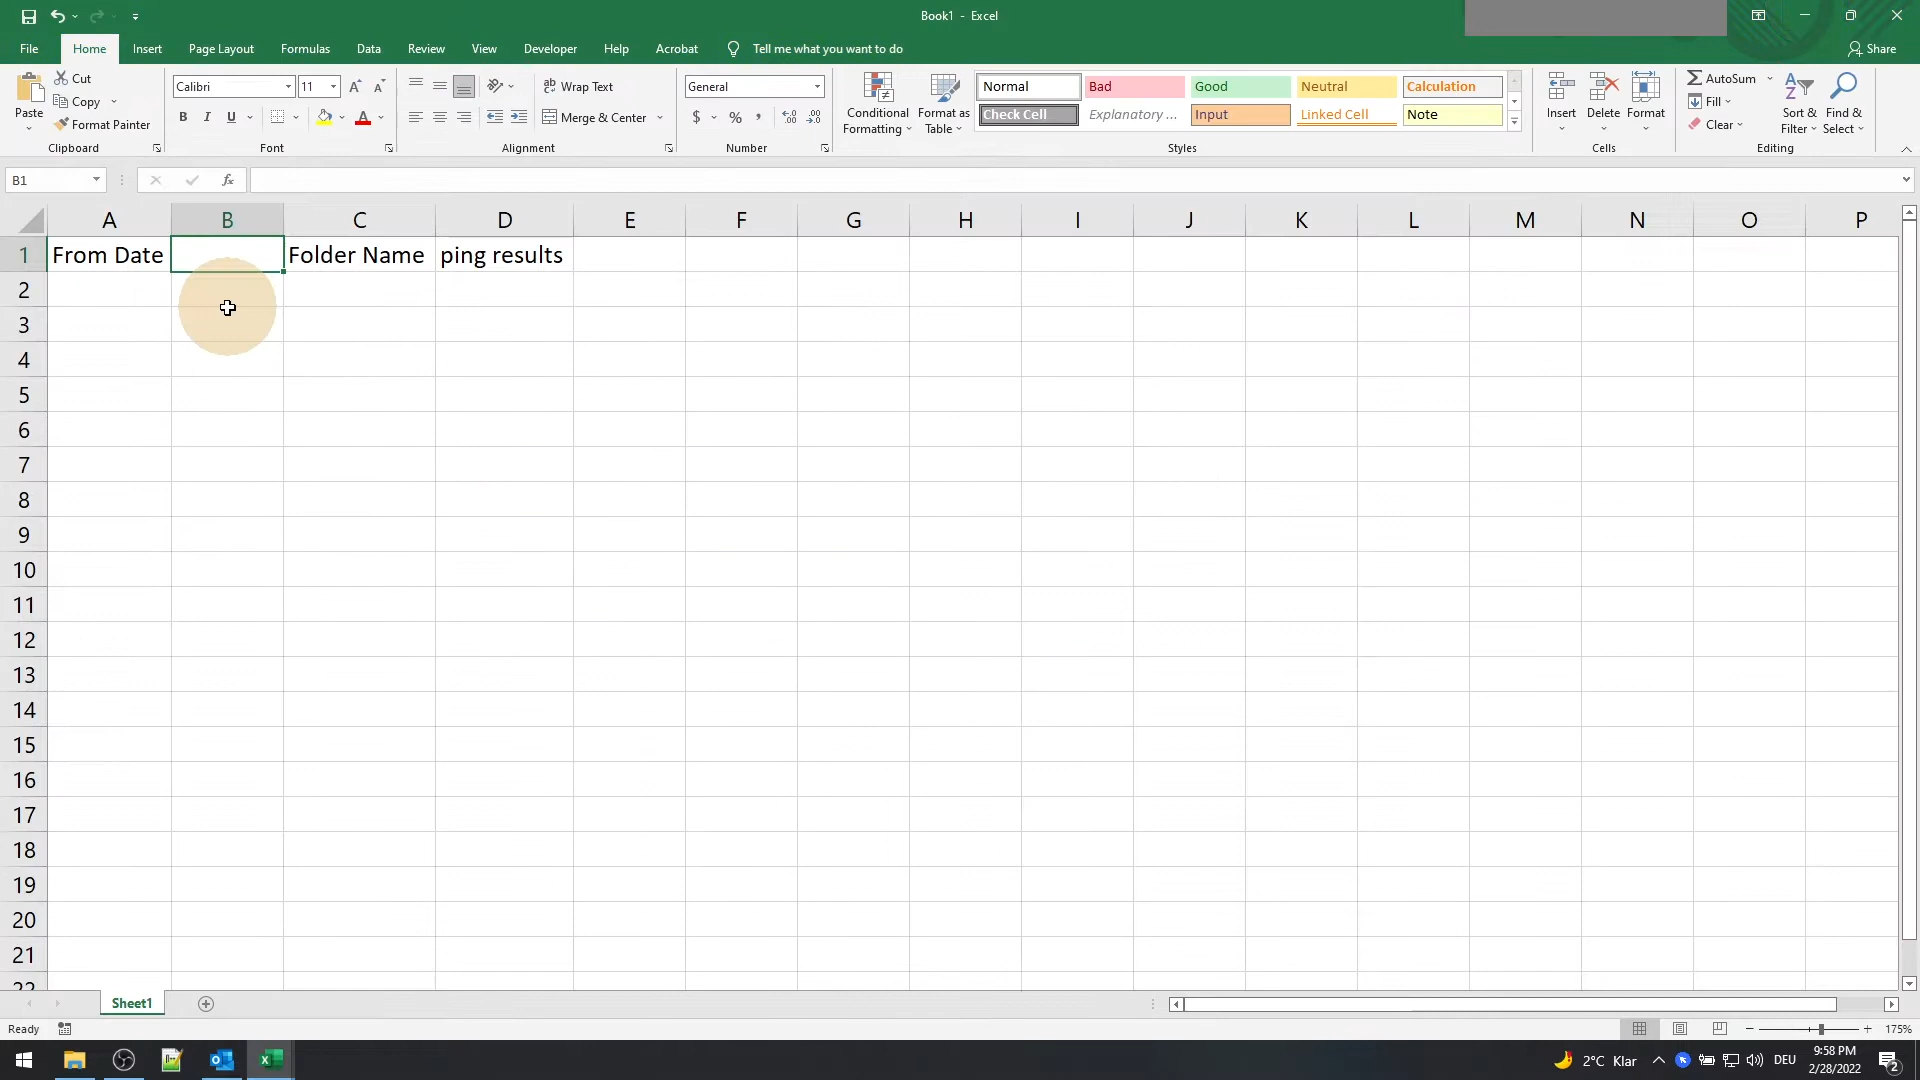 Book1 - Excel
File Home Insert Page Layout Formulas Data Review View Developer Help Acrobat Tell me what you want to do Share
Paste
Cut
Copy
Format Painter
Clipboard
Calibri 11
B I U
Font
Wrap Text
Merge & Center
Alignment
General
$ % ,
Number
Conditional Formatting
Format as Table
Normal Bad Good Neutral Calculation
Check Cell Explanatory ... Input Linked Cell Note
Styles
Insert Delete Format
Cells
AutoSum
Fill
Clear
Sort & Filter
Find & Select
Editing
B1 fx
A B C D E F G H I J K L M N O P
1 From Date Folder Name ping results
2
3
4
5
6
7
8
9
10
11
12
13
14
15
16
17
18
19
20
21
22
Sheet1
Ready 175%
2°C Klar DEU 9:58 PM
2/28/2022 2